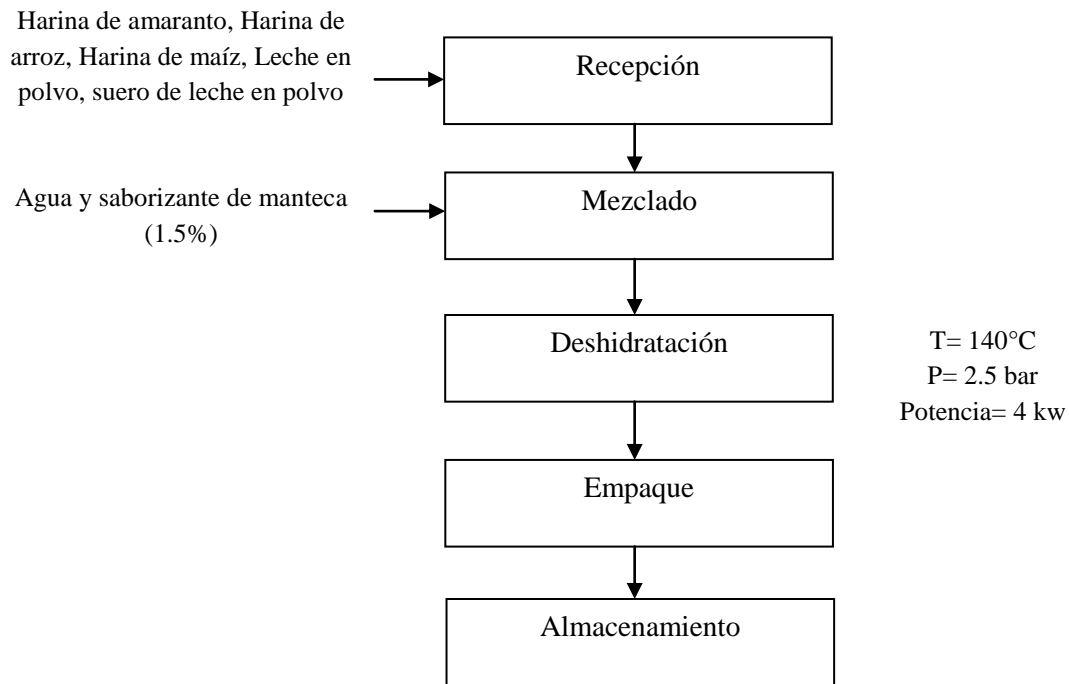 Harina de amaranto, Harina de
arroz, Harina de maíz, Leche en
polvo, suero de leche en polvo
Recepción
Agua y saborizante de manteca
(1.5%)
Mezclado
Deshidratación
T= 140°C
P= 2.5 bar
Potencia= 4 kw
Empaque
Almacenamiento